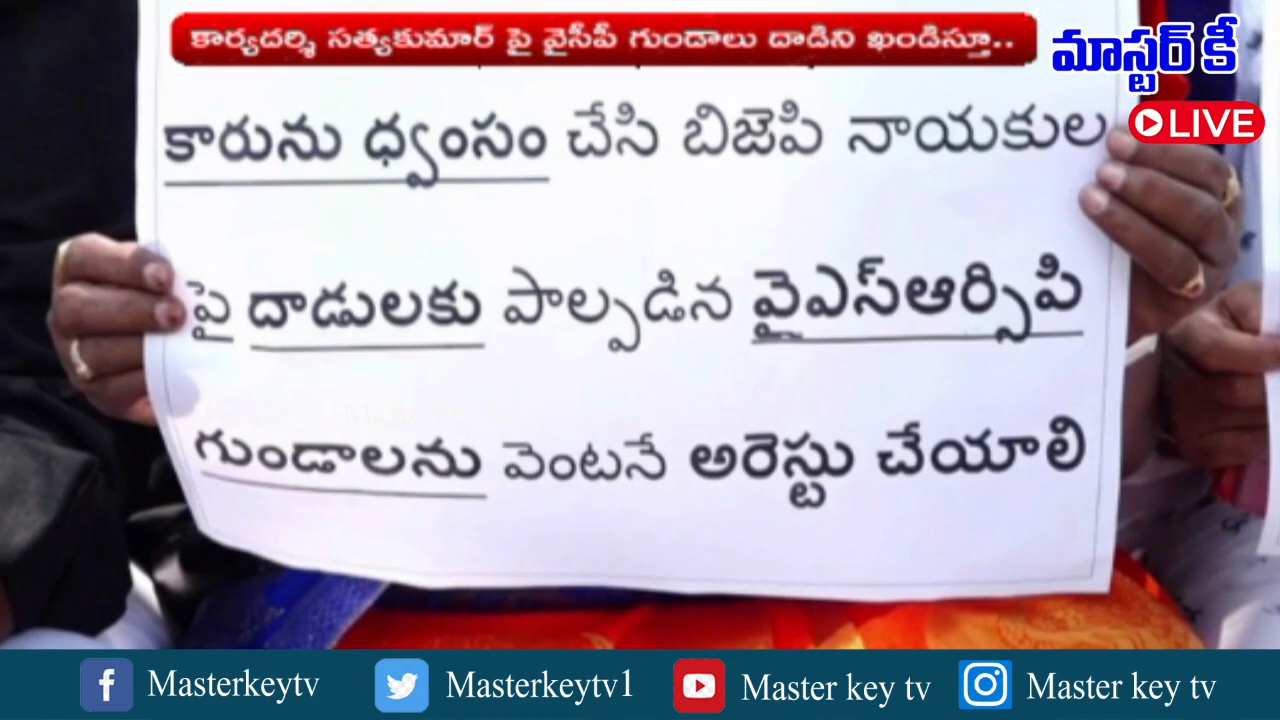 కార్యదర్శి సత్యకుమార్ పై వైసీపీ గుండాలు దాడిని ఖండిస్తూ..
మాస్టర్ కీ
LIVE
కారును ధ్వంసం చేసి బిజెపి నాయకుల
పై దాడులకు పాల్పడిన వైఎస్ఆర్సిపి
గుండాలను వెంటనే అరెస్టు చేయాలి
Masterkeytv
Masterkeytv1
Master key tv
Master key tv